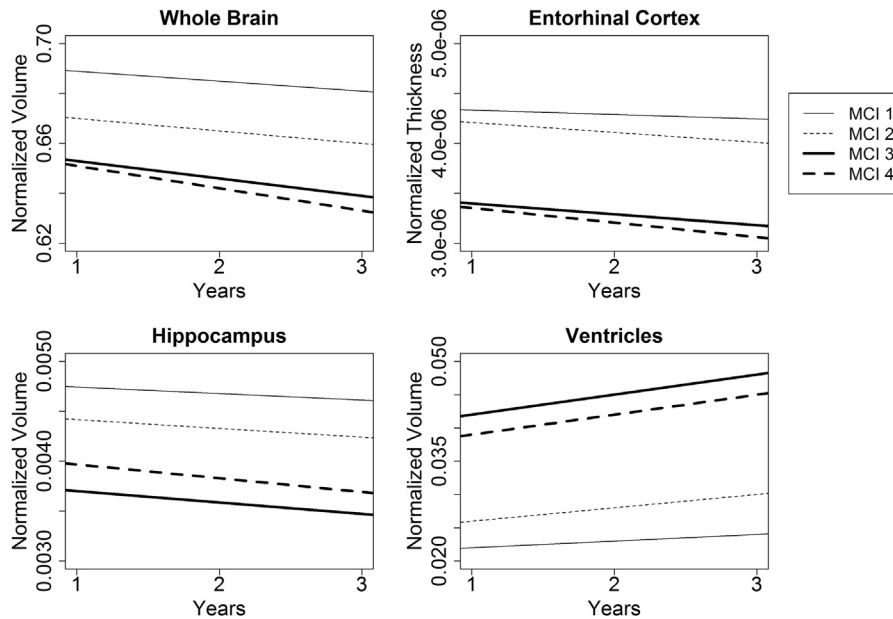 Whole Brain
Normalized Volume
0.62
0.66
0.70
1 2 3
Years
Entorhinal Cortex
Normalized Thickness
3.0e-06
4.0e-06
5.0e-06
1 2 3
Years
MCI 1
MCI 2
MCI 3
MCI 4
Hippocampus
Normalized Volume
0.0030
0.0040
0.0050
1 2 3
Years
Ventricles
Normalized Volume
0.020
0.035
0.050
1 2 3
Years